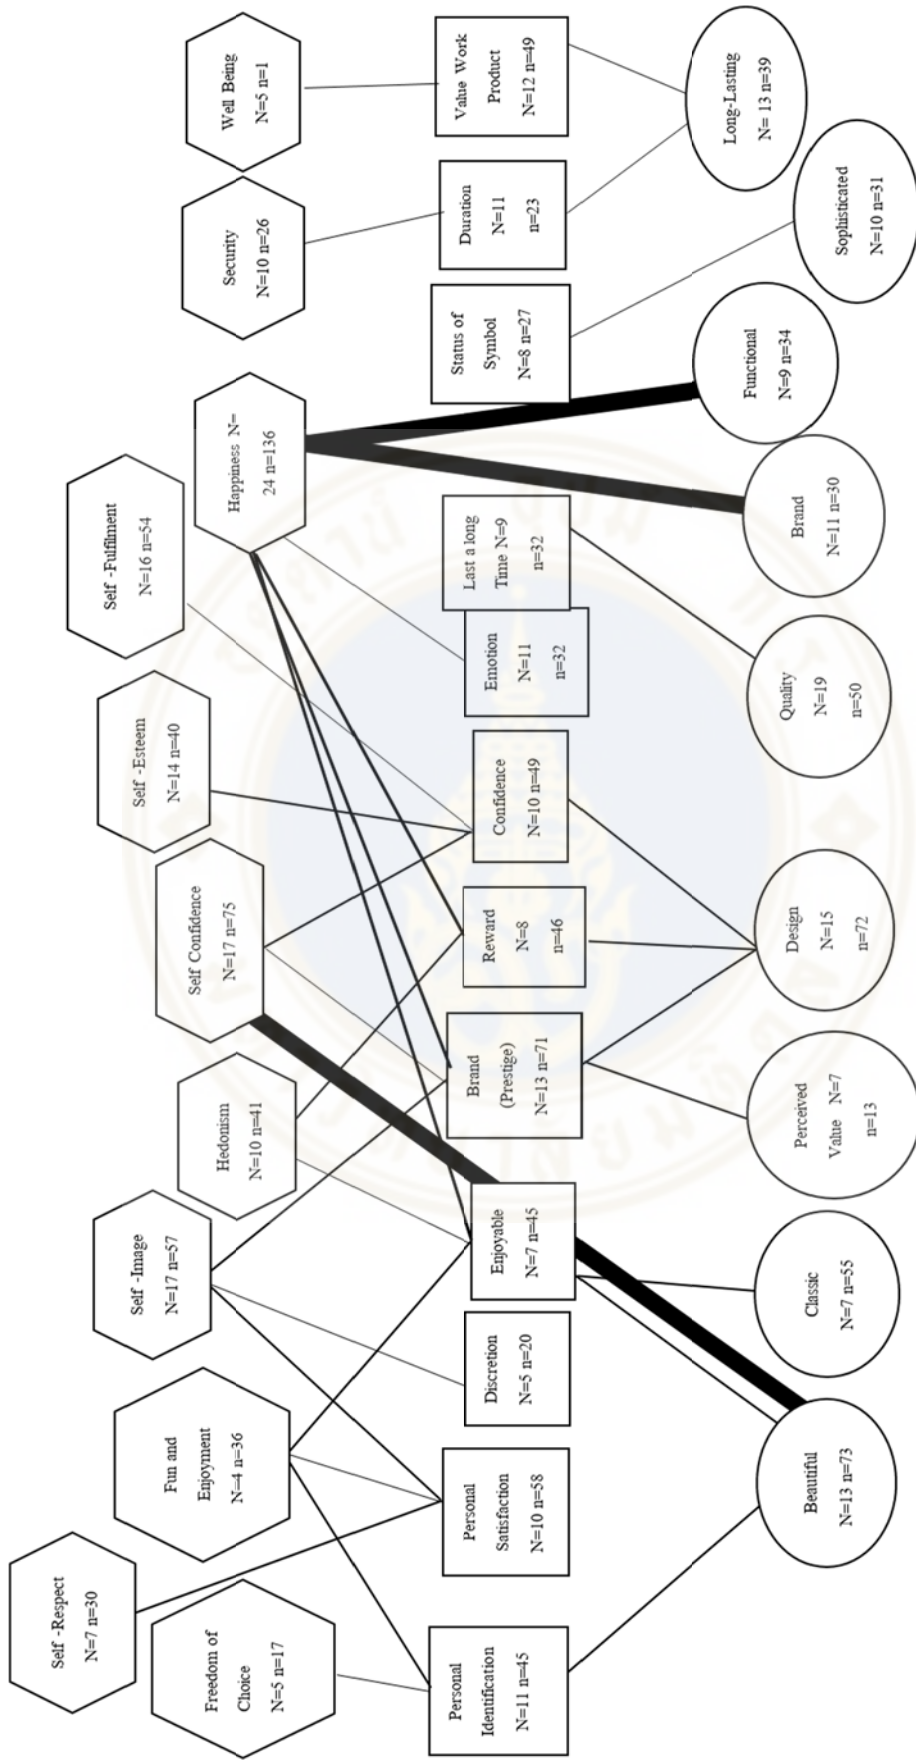 Self -Respect
N=7 n=30
Freedom of
Choice
N=5 n=17
Fun and
Enjoyment
N=4 n=36
Self -Image
N=17 n=57
Hedonism
N=10 n=41
Self Confidence
N=17 n=75
Self -Esteem
N=14 n=40
Self -Fulfilment
N=16 n=54
Happiness N=
24 n=136
Security
N=10 n=26
Well Being
N=5 n=1
Personal
Identification
N=11 n=45
Personal
Satisfaction
N=10 n=58
Discretion
N=5 n=20
Enjoyable
N=7 n=45
Brand
(Prestige)
N=13 n=71
Reward
N=8
n=46
Confidence
N=10 n=49
Emotion
N=11
n=32
Last a long
Time N=9
n=32
Status of
Symbol
N=8 n=27
Duration
N=11
n=23
Value Work
Product
N=12 n=49
Beautiful
N=13 n=73
Classic
N=7 n=55
Perceived
Value N=7
n=13
Design
N=15
n=72
Quality
N=19
n=50
Brand
N=11 n=30
Functional
N=9 n=34
Sophisticated
N=10 n=31
Long-Lasting
N= 13 n=39